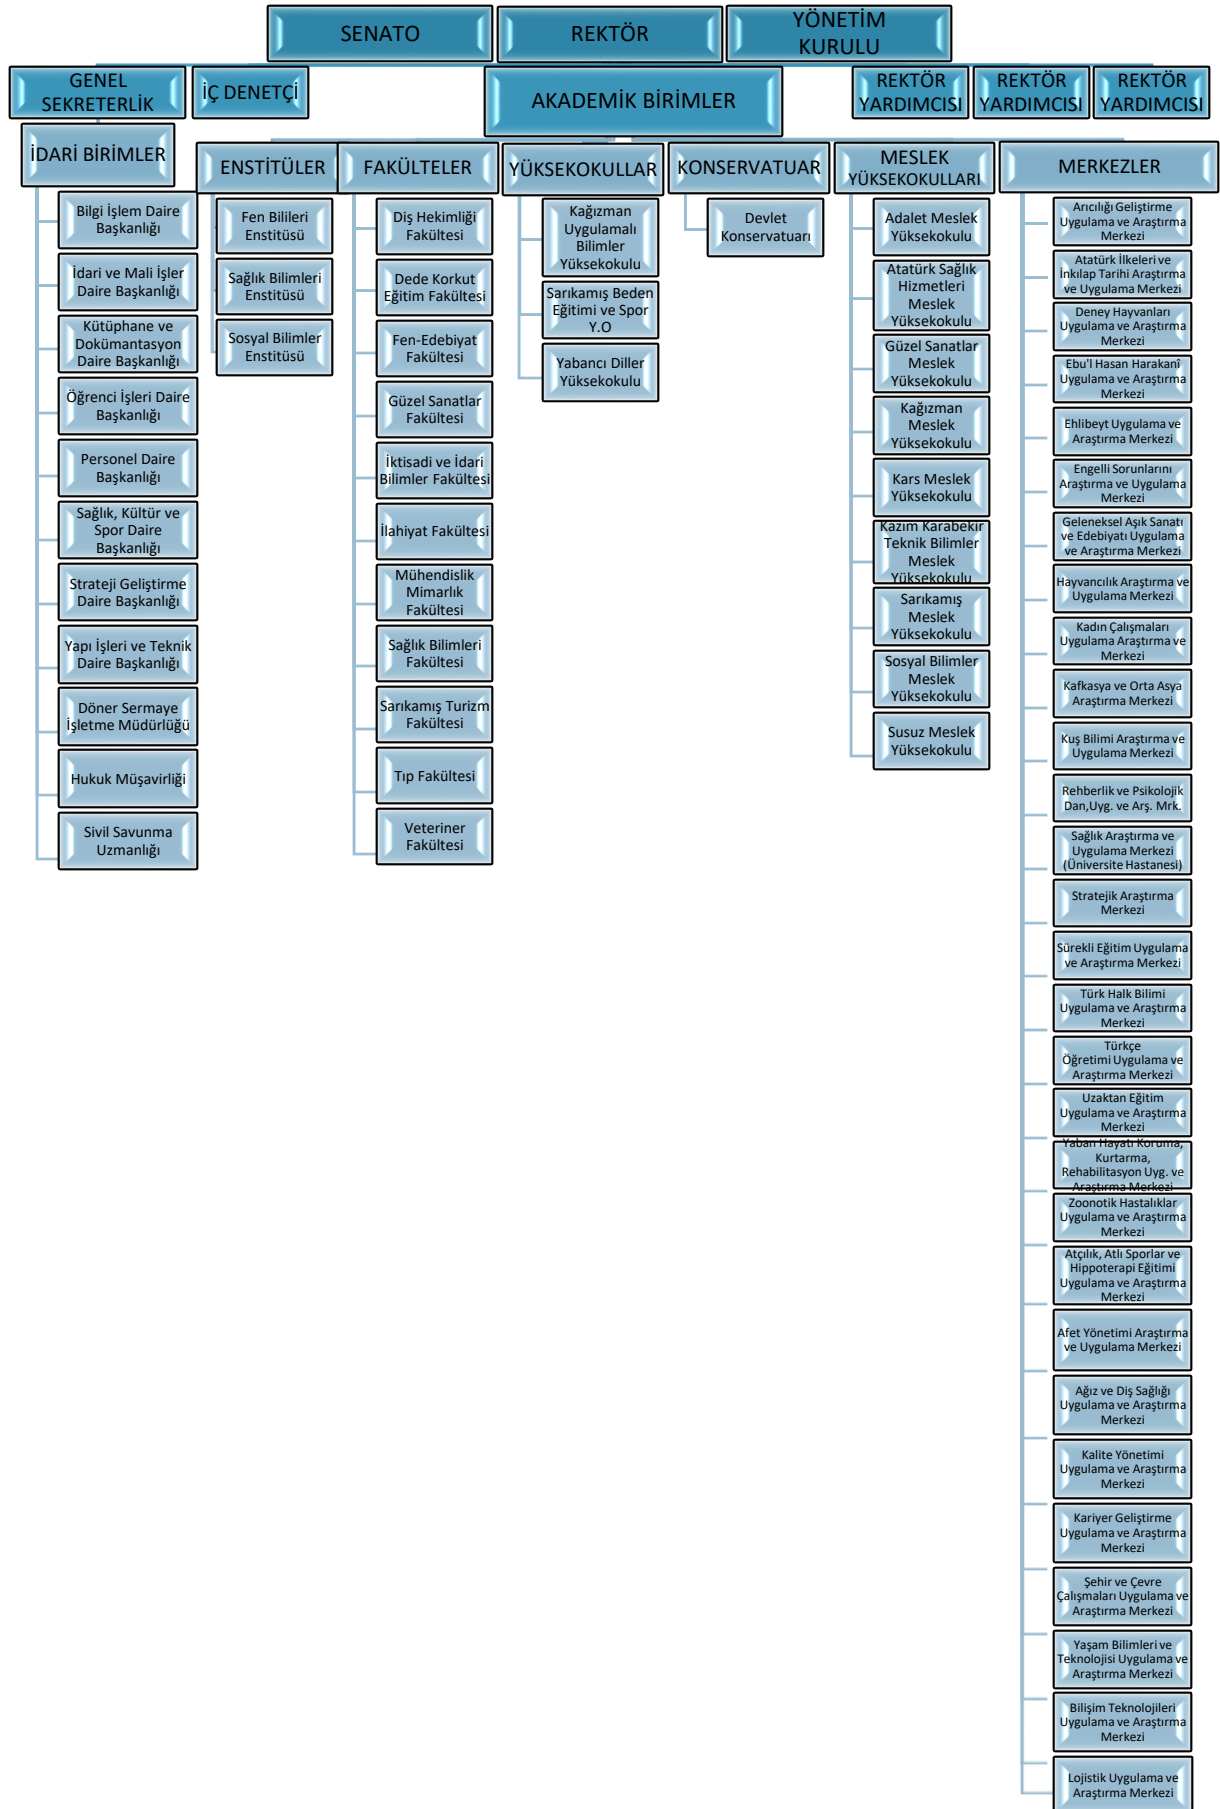 SENATO
REKTÖR
YÖNETİM
KURULU
GENEL
SEKRETERLİK
İÇ DENETÇİ
AKADEMİK BİRİMLER
REKTÖR
YARDIMCISI
REKTÖR
YARDIMCISI
REKTÖR
YARDIMCISI
İDARİ BİRİMLER
Bilgi İşlem Daire
Başkanlığı
İdari ve Mali İşler
Daire Başkanlığı
Kütüphane ve
Dokümantasyon
Daire Başkanlığı
Öğrenci İşleri Daire
Başkanlığı
Personel Daire
Başkanlığı
Sağlık, Kültür ve
Spor Daire
Başkanlığı
Strateji Geliştirme
Daire Başkanlığı
Yapı İşleri ve Teknik
Daire Başkanlığı
Döner Sermaye
İşletme Müdürlüğü
Hukuk Müşavirliği
Sivil Savunma
Uzmanlığı
ENSTİTÜLER
Fen Bilileri
Enstitüsü
Sağlık Bilimleri
Enstitüsü
Sosyal Bilimler
Enstitüsü
FAKÜLTELER
Diş Hekimliği
Fakültesi
Dede Korkut
Eğitim Fakültesi
Fen-Edebiyat
Fakültesi
Güzel Sanatlar
Fakültesi
İktisadi ve İdari
Bilimler Fakültesi
İlahiyat Fakültesi
Mühendislik
Mimarlık
Fakültesi
Sağlık Bilimleri
Fakültesi
Sarıkamış Turizm
Fakültesi
Tıp Fakültesi
Veteriner
Fakültesi
YÜKSEKOKULLAR
Kağızman
Uygulamalı
Bilimler
Yüksekokulu
Sarıkamış Beden
Eğitimi ve Spor
Y.O
Yabancı Diller
Yüksekokulu
KONSERVATUAR
Devlet
Konservatuarı
MESLEK
YÜKSEKOKULLARI
Adalet Meslek
Yüksekokulu
Atatürk Sağlık
Hizmetleri
Meslek
Yüksekokulu
Güzel Sanatlar
Meslek
Yüksekokulu
Kağızman
Meslek
Yüksekokulu
Kars Meslek
Yüksekokulu
Kazım Karabekir
Teknik Bilimler
Meslek
Yüksekokulu
Sarıkamış
Meslek
Yüksekokulu
Sosyal Bilimler
Meslek
Yüksekokulu
Susuz Meslek
Yüksekokulu
MERKEZLER
Arıcılığı Geliştirme
Uygulama ve Araştırma
Merkezi
Atatürk İlkeleri ve
İnkılap Tarihi Araştırma
ve Uygulama Merkezi
Deney Hayvanları
Uygulama ve Araştırma
Merkezi
Ebu'l Hasan Harakanî
Uygulama ve Araştırma
Merkezi
Ehlibeyt Uygulama ve
Araştırma Merkezi
Engelli Sorunlarını
Araştırma ve Uygulama
Merkezi
Geleneksel Aşık Sanatı
ve Edebiyatı Uygulama
ve Araştırma Merkezi
Hayvancılık Araştırma ve
Uygulama Merkezi
Kadın Çalışmaları
Uygulama Araştırma ve
Merkezi
Kafkasya ve Orta Asya
Araştırma Merkezi
Kuş Bilimi Araştırma ve
Uygulama Merkezi
Rehberlik ve Psikolojik
Dan,Uyg. ve Arş. Mrk.
Sağlık Araştırma ve
Uygulama Merkezi
(Üniversite Hastanesi)
Stratejik Araştırma
Merkezi
Sürekli Eğitim Uygulama
ve Araştırma Merkezi
Türk Halk Bilimi
Uygulama ve Araştırma
Merkezi
Türkçe
Öğretimi Uygulama ve
Araştırma Merkezi
Uzaktan Eğitim
Uygulama ve Araştırma
Merkezi
Yaban Hayatı Koruma,
Kurtarma,
Rehabilitasyon Uyg. ve
Araştırma Merkezi
Zoonotik Hastalıklar
Uygulama ve Araştırma
Merkezi
Atçılık, Atlı Sporlar ve
Hippoterapi Eğitimi
Uygulama ve Araştırma
Merkezi
Afet Yönetimi Araştırma
ve Uygulama Merkezi
Ağız ve Diş Sağlığı
Uygulama ve Araştırma
Merkezi
Kalite Yönetimi
Uygulama ve Araştırma
Merkezi
Kariyer Geliştirme
Uygulama ve Araştırma
Merkezi
Şehir ve Çevre
Çalışmaları Uygulama ve
Araştırma Merkezi
Yaşam Bilimleri ve
Teknolojisi Uygulama ve
Araştırma Merkezi
Bilişim Teknolojileri
Uygulama ve Araştırma
Merkezi
Lojistik Uygulama ve
Araştırma Merkezi